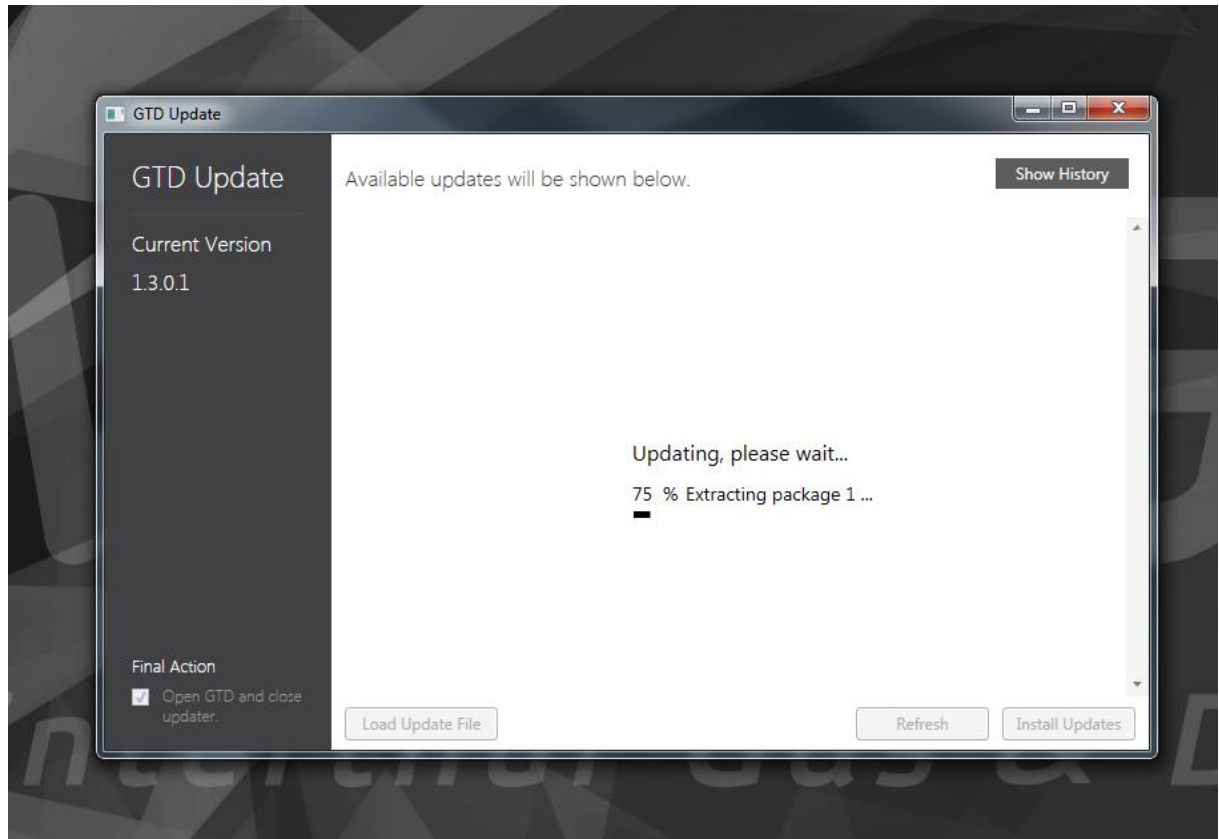 GTD Update
GTD Update
Available updates will be shown below.
Show History
Current Version
1.3.0.1
Updating, please wait...
75 % Extracting package 1 ...
Final Action
Open GTD and close
updater.
Load Update File
Refresh
Install Updates
Gas &